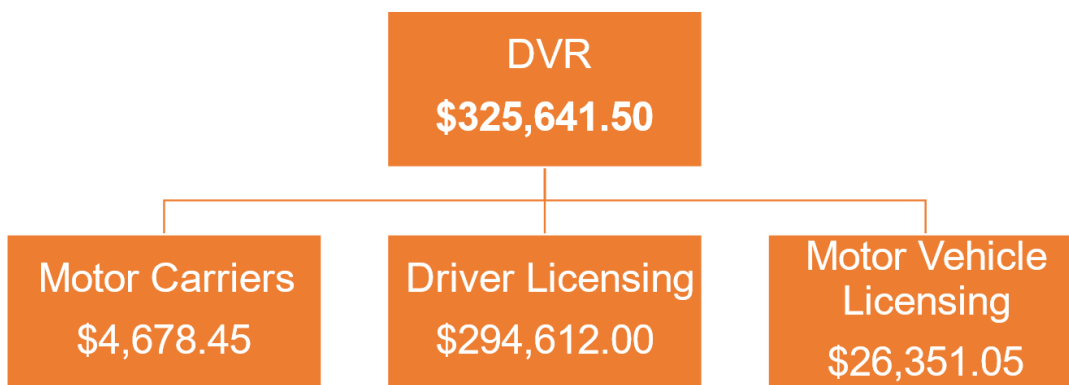 DVR
$325,641.50
Motor Carriers
$4,678.45
Driver Licensing
$294,612.00
Motor Vehicle
Licensing
$26,351.05